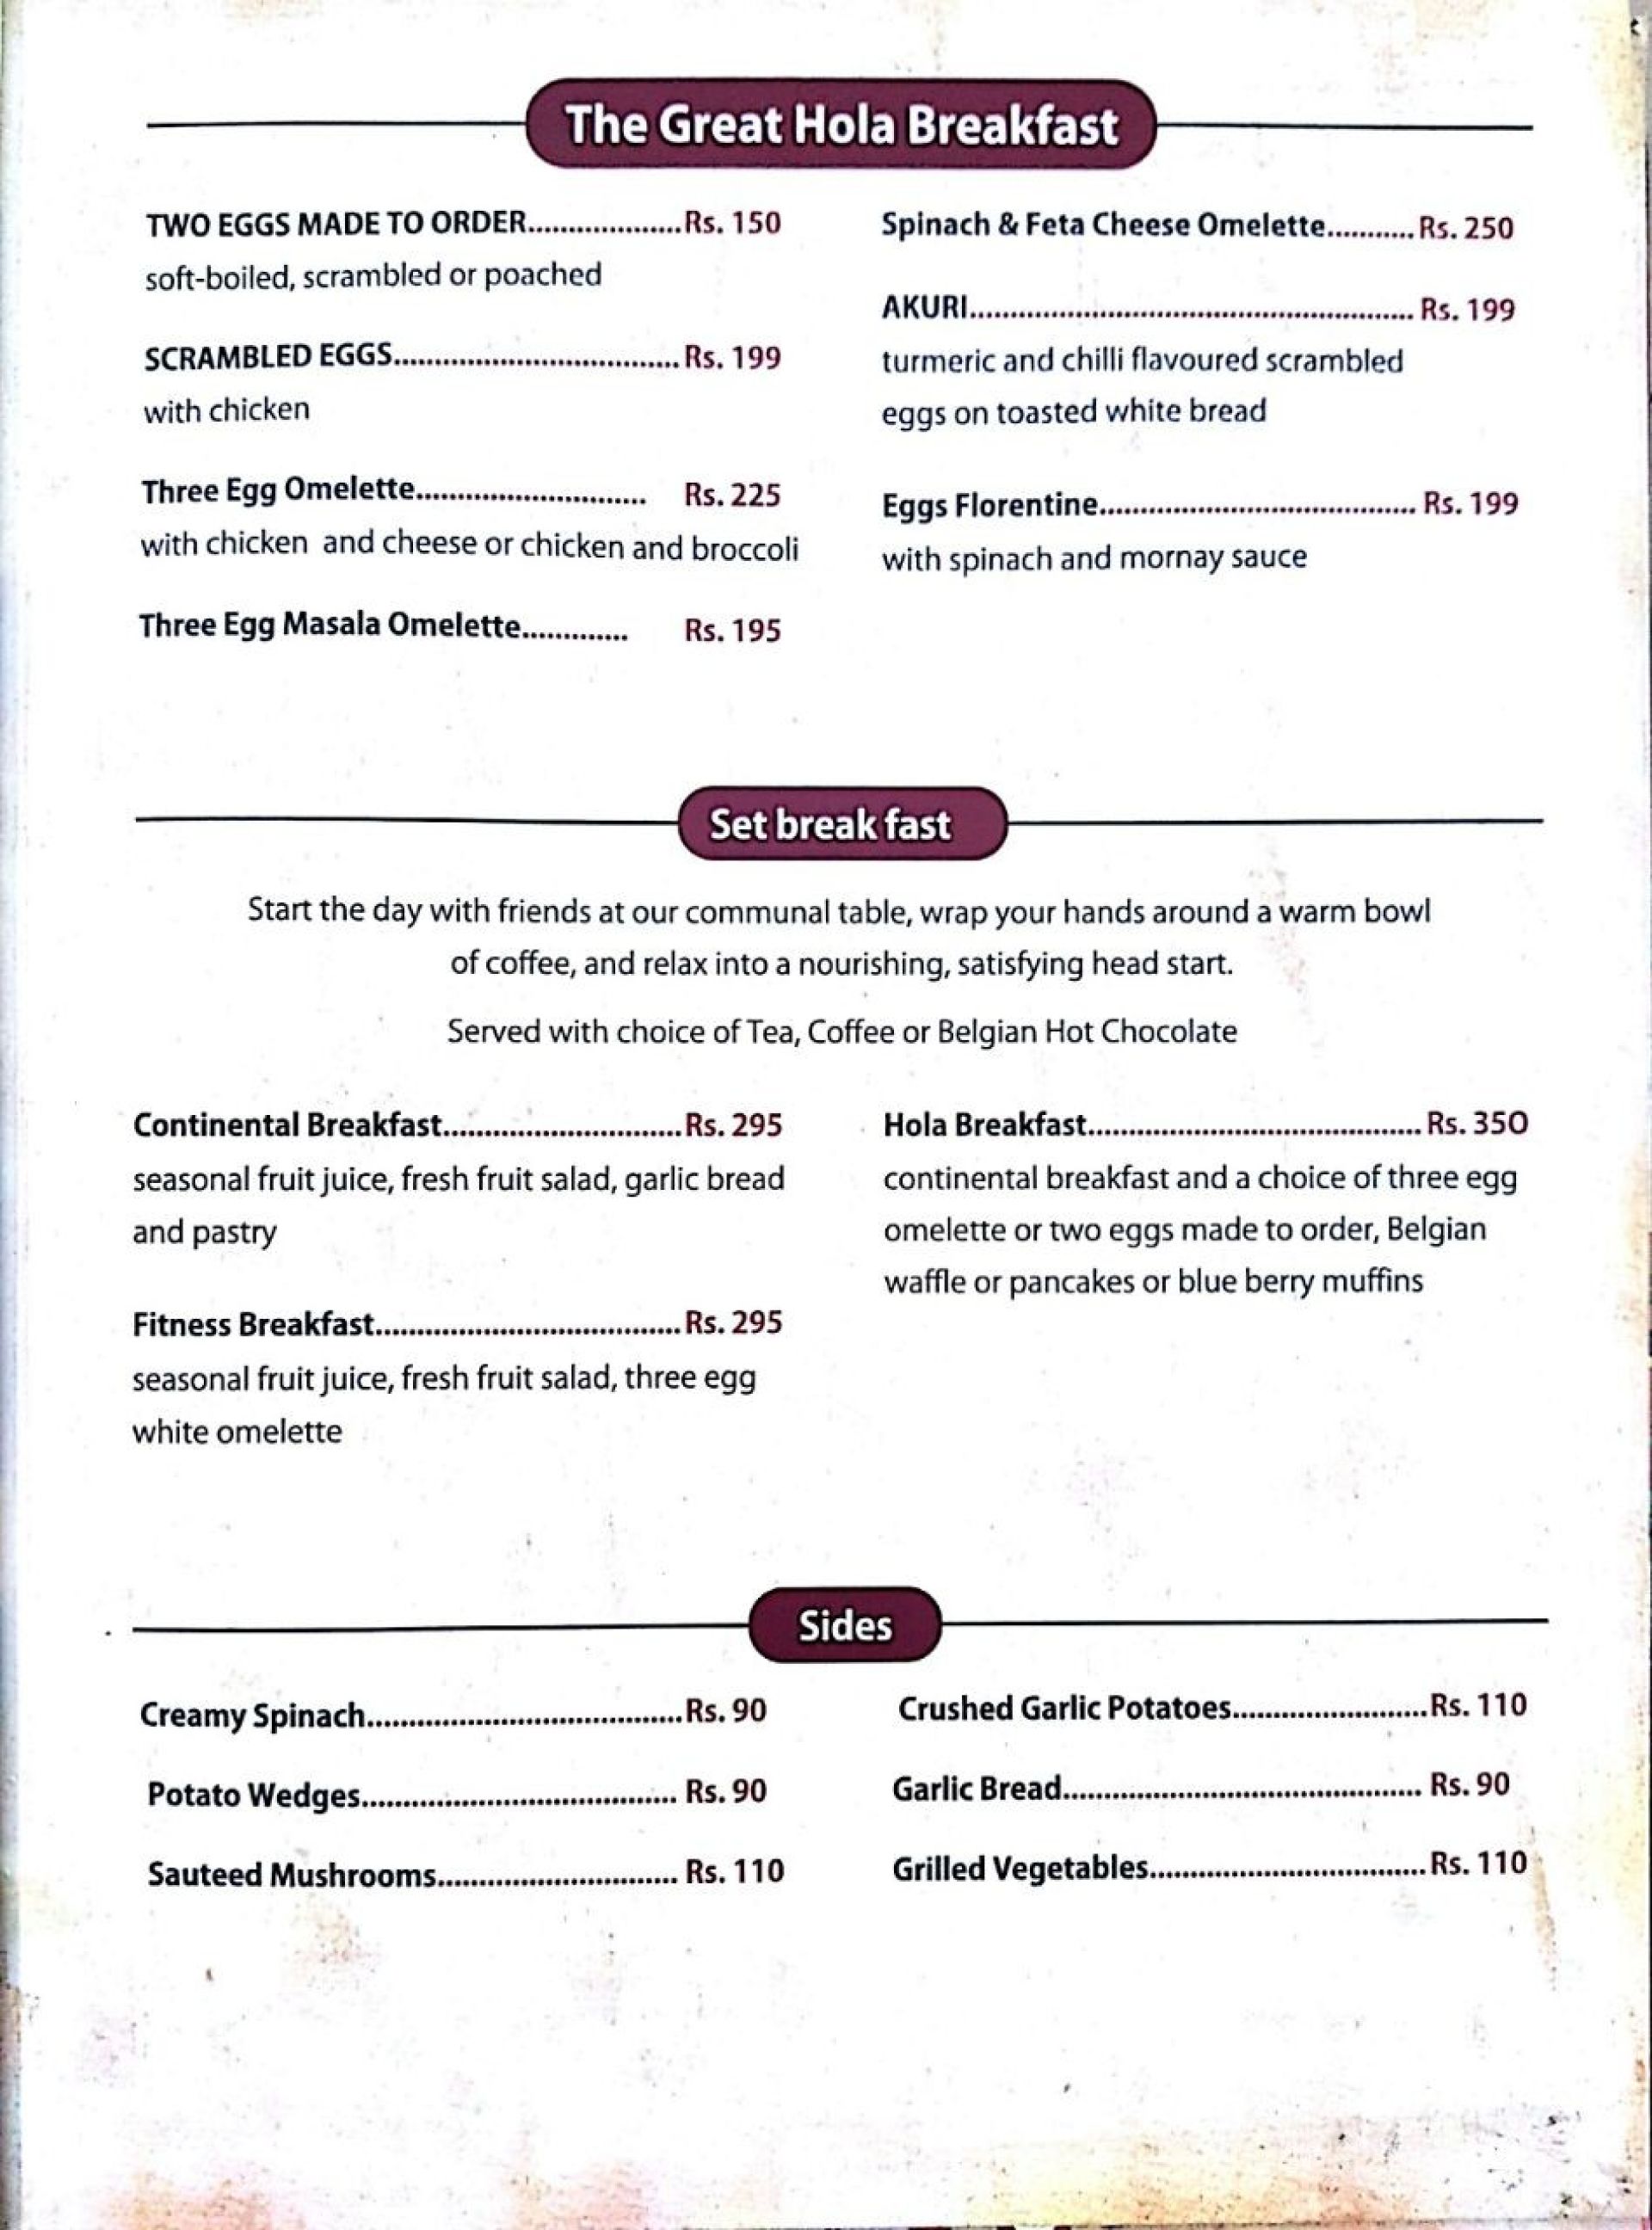 The Great Hola Breakfast
TWO EGGS MADE TO ORDER...................Rs. 150
soft-boiled, scrambled or poached
SCRAMBLED EGGS...................................Rs. 199
with chicken
Three Egg Omelette............................ Rs. 225
with chicken and cheese or chicken and broccoli
Three Egg Masala Omelette............. Rs. 195
Spinach & Feta Cheese Omelette...........Rs. 250
AKURI....................................................... Rs. 199
turmeric and chilli flavoured scrambled
eggs on toasted white bread
Eggs Florentine....................................... Rs. 199
with spinach and mornay sauce
Set break fast
Start the day with friends at our communal table, wrap your hands around a warm bowl
of coffee, and relax into a nourishing, satisfying head start.
Served with choice of Tea, Coffee or Belgian Hot Chocolate
Continental Breakfast.............................Rs. 295
seasonal fruit juice, fresh fruit salad, garlic bread
and pastry
Fitness Breakfast.....................................Rs. 295
seasonal fruit juice, fresh fruit salad, three egg
white omelette
Hola Breakfast.........................................Rs. 350
continental breakfast and a choice of three egg
omelette or two eggs made to order, Belgian
waffle or pancakes or blue berry muffins
Sides
Creamy Spinach......................................Rs. 90
Potato Wedges...................................... Rs. 90
Sauteed Mushrooms............................. Rs. 110
Crushed Garlic Potatoes........................Rs. 110
Garlic Bread............................................ Rs. 90
Grilled Vegetables..................................Rs. 110